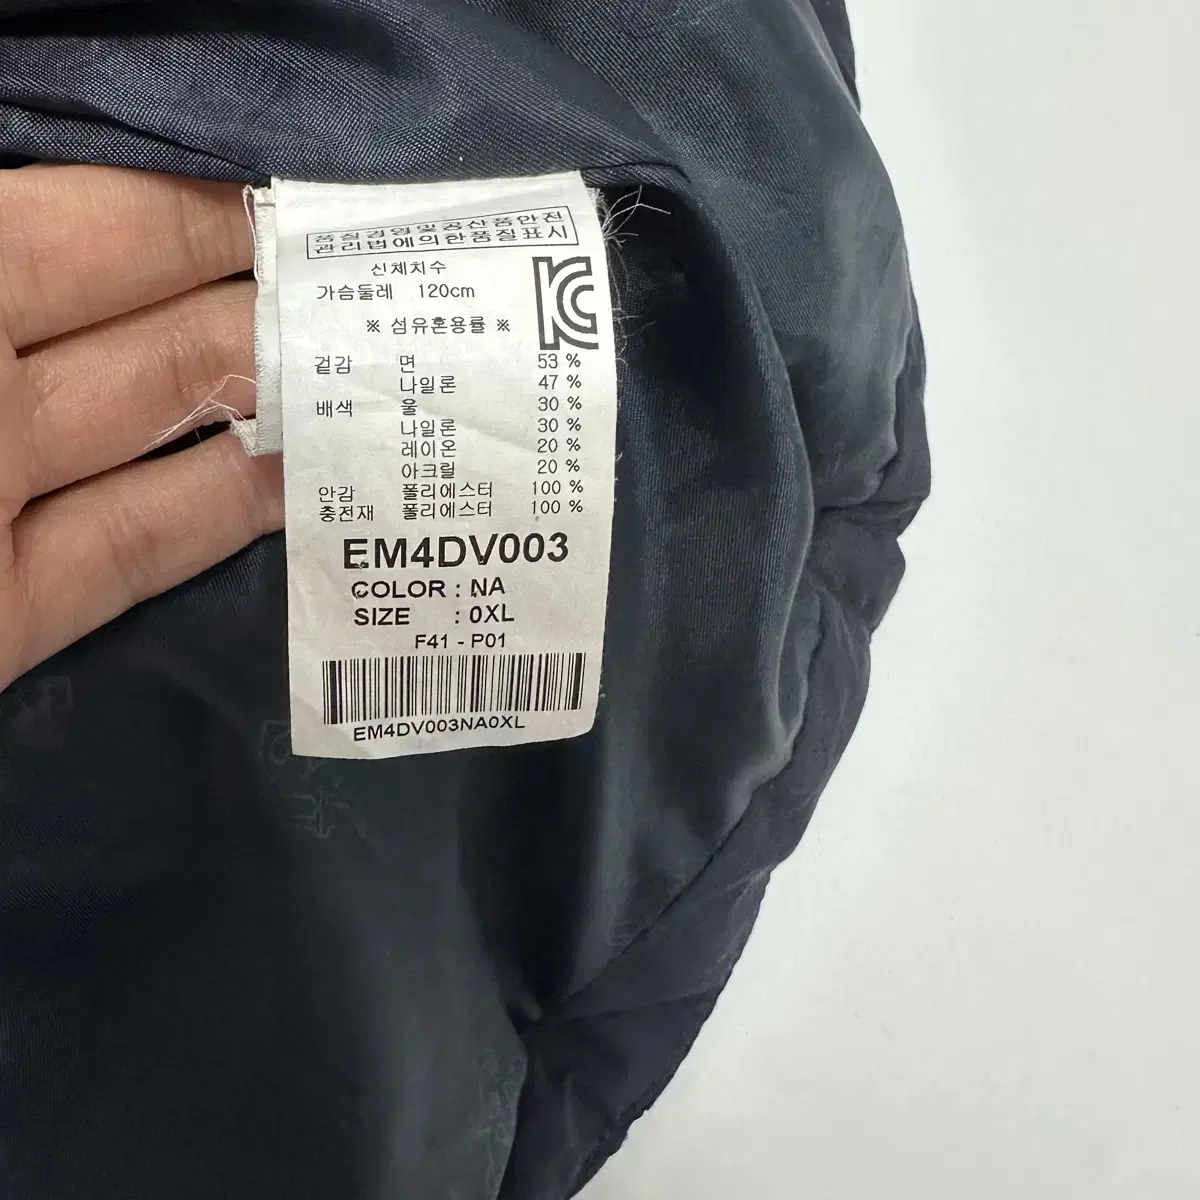 품질경영및공산품안전
관리법에의한품질표시
신체치수
가슴둘레 120cm
※ 섬유혼용률 ※
겉감 면 53 %
나일론 47 %
배색 울 30 %
나일론 30 %
레이온 20 %
아크릴 20 %
안감 폴리에스터 100 %
충전재 폴리에스터 100 %
EM4DV003
COLOR : NA
SIZE : 0XL
F41 - P01
EM4DV003NA0XL